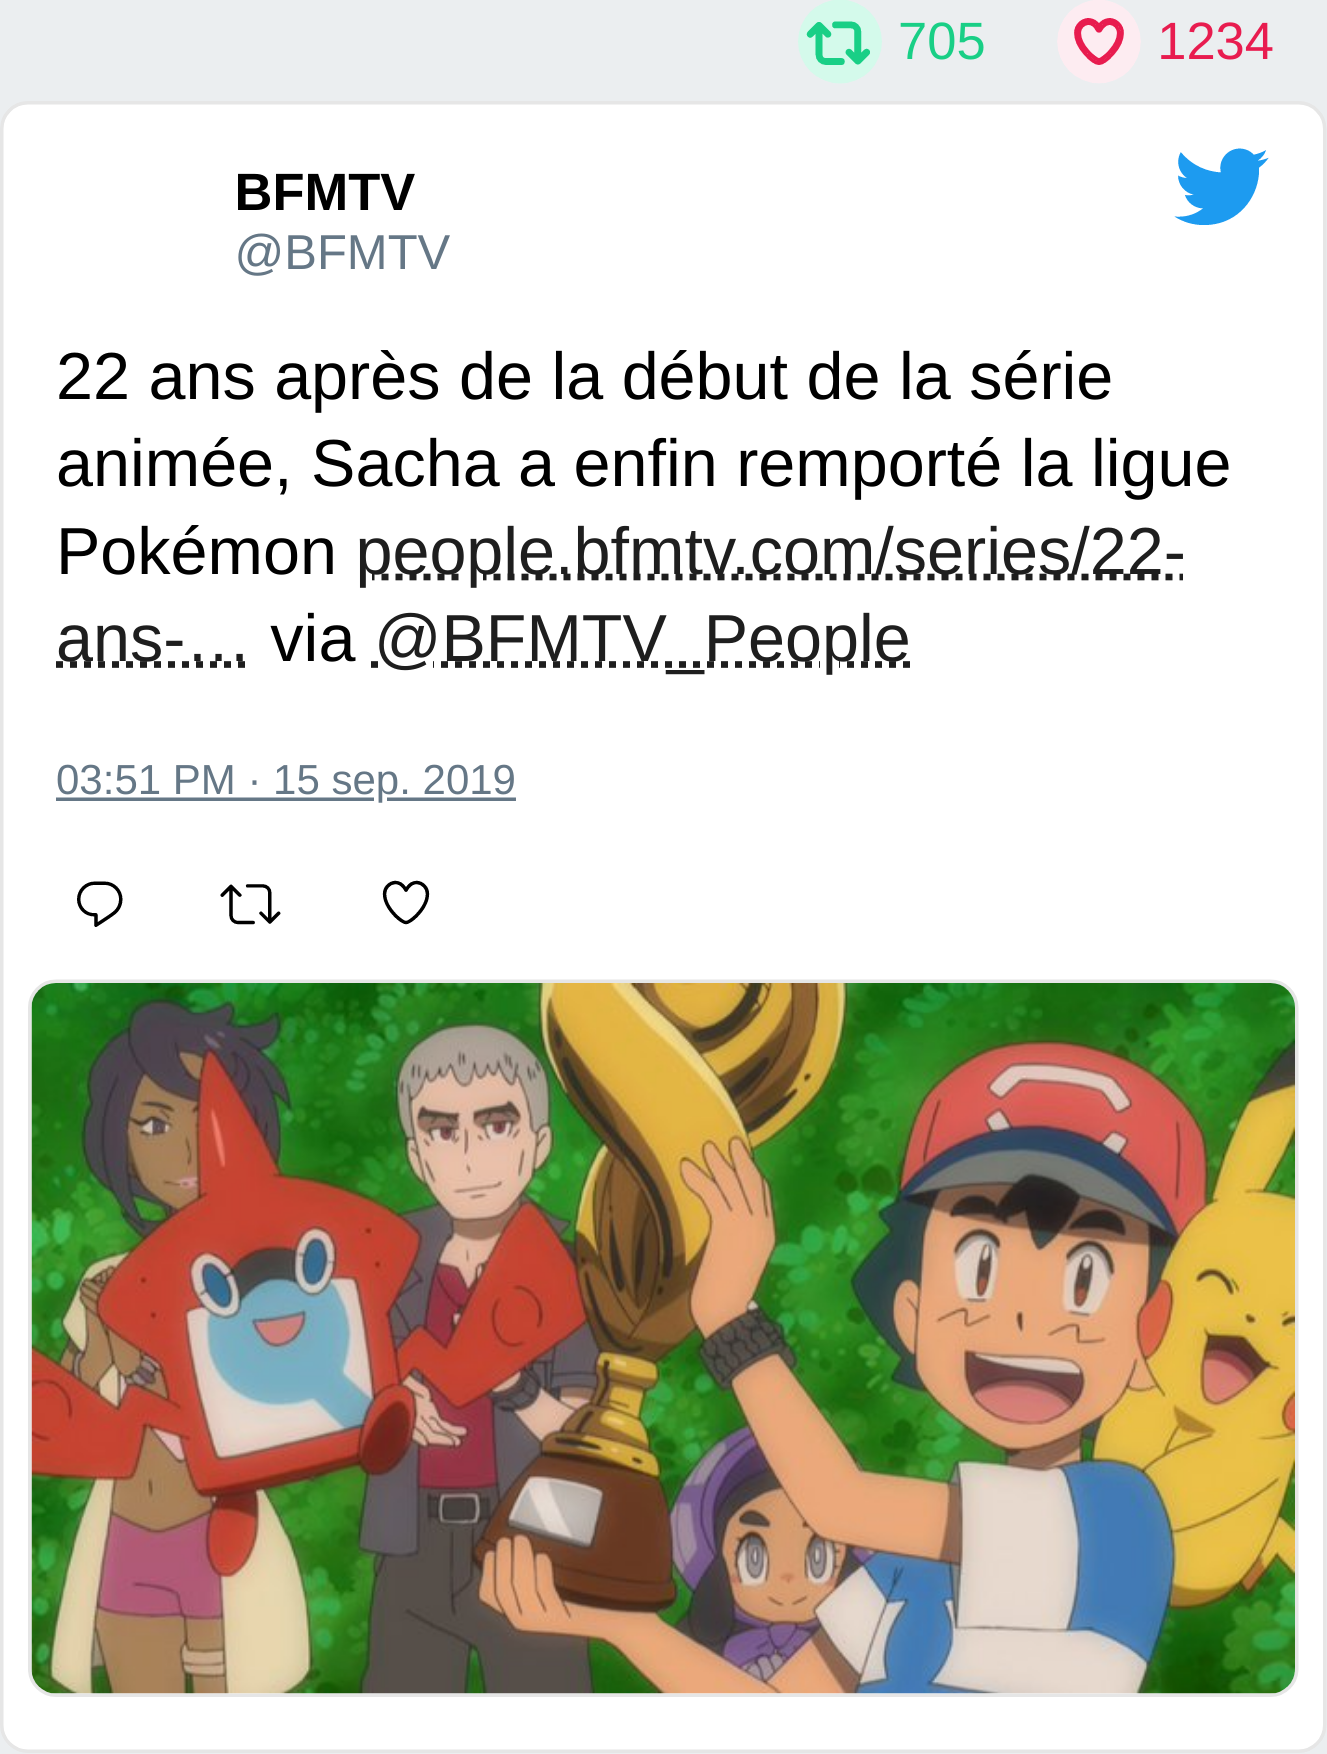 705 1234
BFMTV
@BFMTV
22 ans après de la début de la série
animée, Sacha a enfin remporté la ligue
Pokémon people.bfmtv.com/series/22-
ans-… via @BFMTV_People
03:51 PM · 15 sep. 2019